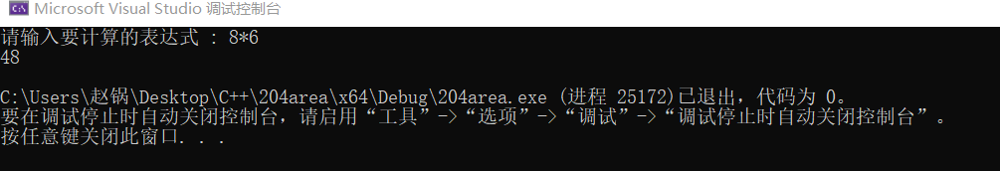 Microsoft Visual Studio 调试控制台
请输入要计算的表达式 : 8*6
48
C:\Users\赵锅\Desktop\C++\204area\x64\Debug\204area.exe (进程 25172)已退出，代码为 0。
要在调试停止时自动关闭控制台，请启用“工具”->“选项”->“调试”->“调试停止时自动关闭控制台”。
按任意键关闭此窗口. . .